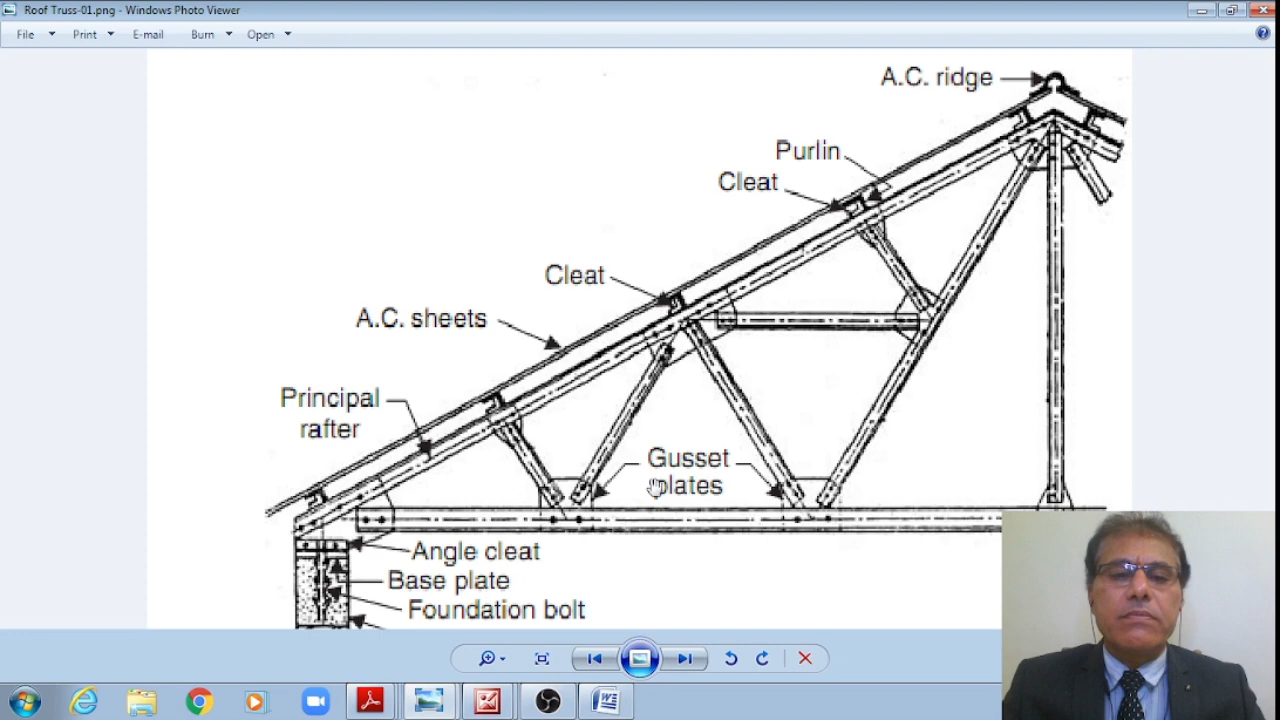 Roof Truss-01.png - Windows Photo Viewer
File Print E-mail Burn Open
A.C. ridge
Purlin
Cleat
Cleat
A.C. sheets
Principal
rafter
Gusset
plates
Angle cleat
Base plate
Foundation bolt